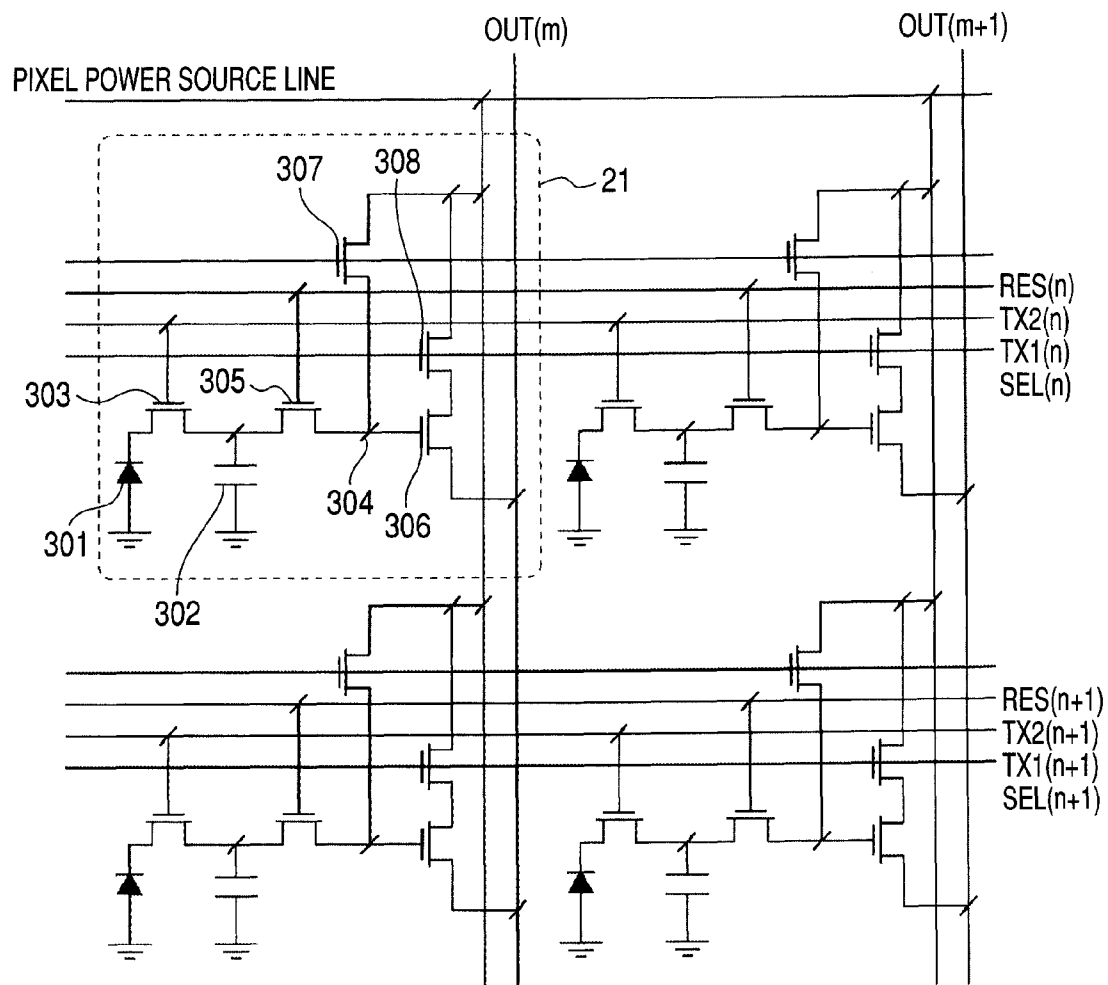 OUT(m)
OUT(m+1)
PIXEL POWER SOURCE LINE
307
308
21
RES(n)
TX2(n)
TX1(n)
SEL(n)
303
305
304
306
301
302
RES(n+1)
TX2(n+1)
TX1(n+1)
SEL(n+1)